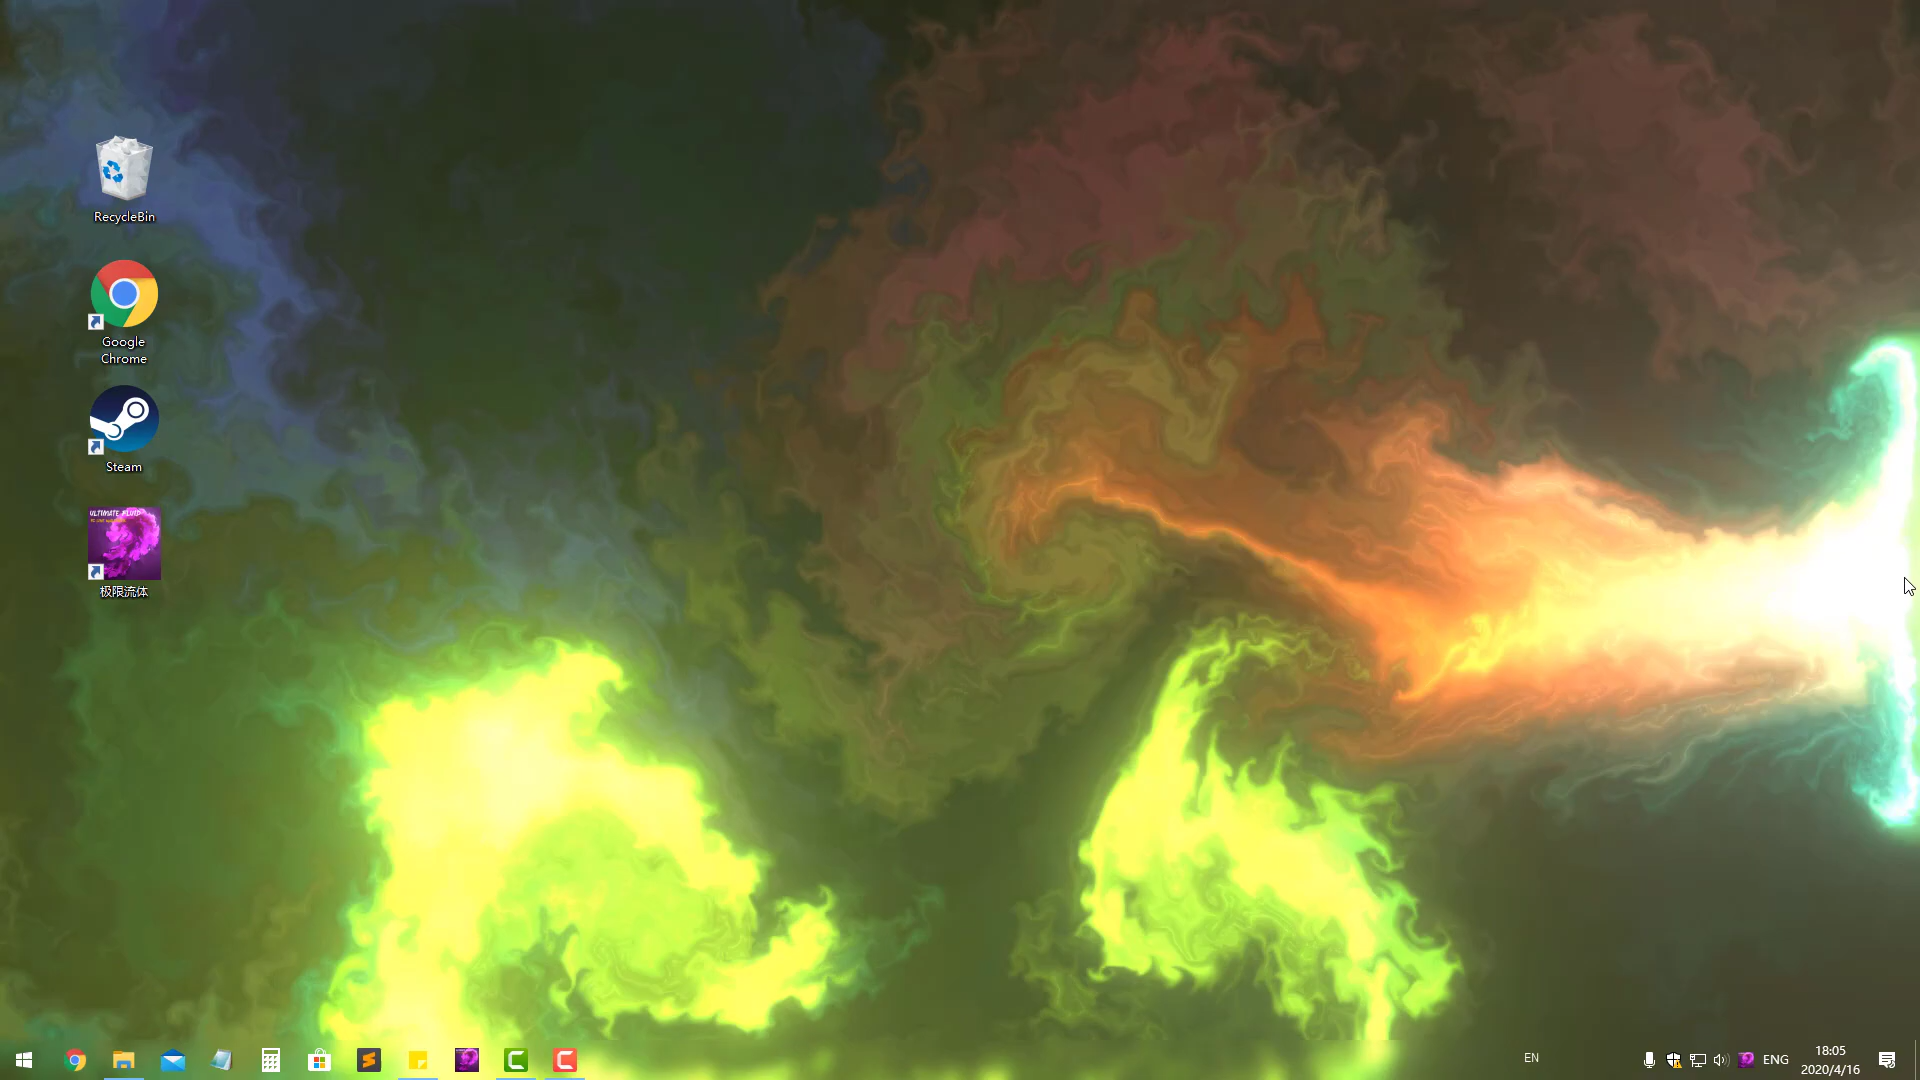 RecycleBin
Google
Chrome
Steam
ULTIMATE FLUID
极限流体
EN
ENG
18:05
2020/4/16